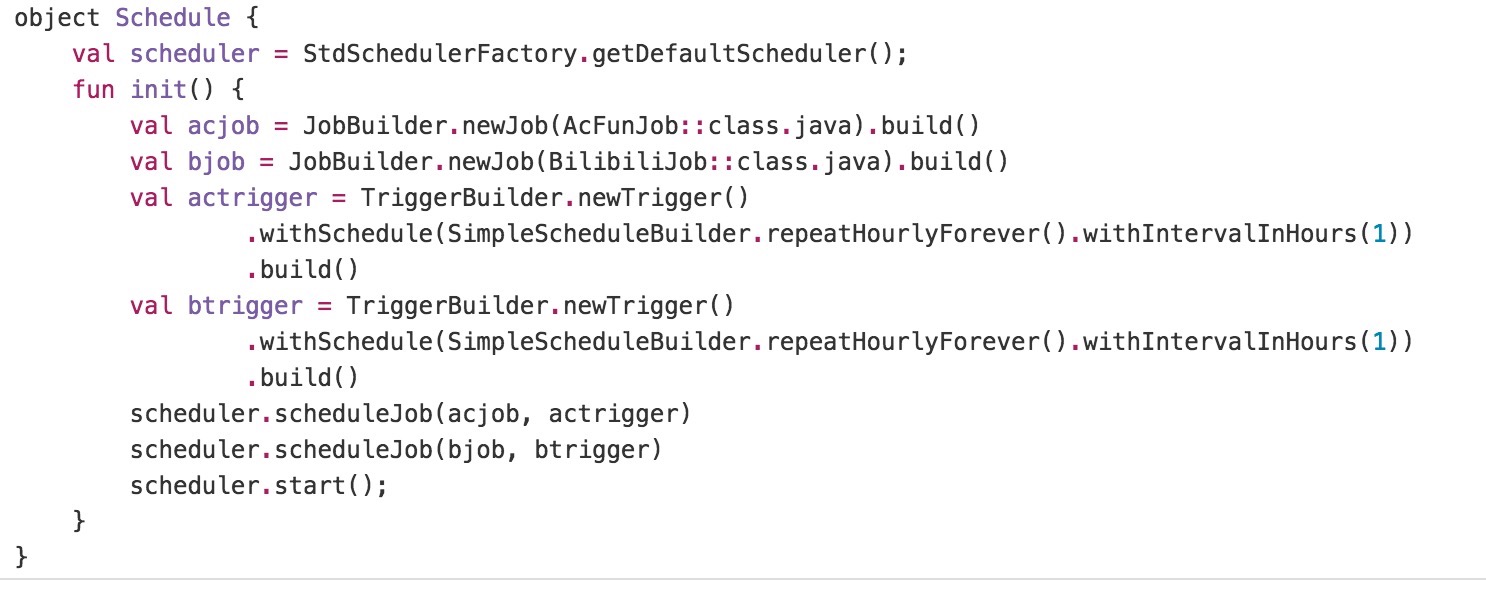 object Schedule {
    val scheduler = StdSchedulerFactory.getDefaultScheduler();
    fun init() {
        val acjob = JobBuilder.newJob(AcFunJob::class.java).build()
        val bjob = JobBuilder.newJob(BilibiliJob::class.java).build()
        val actrigger = TriggerBuilder.newTrigger()
                .withSchedule(SimpleScheduleBuilder.repeatHourlyForever().withIntervalInHours(1))
                .build()
        val btrigger = TriggerBuilder.newTrigger()
                .withSchedule(SimpleScheduleBuilder.repeatHourlyForever().withIntervalInHours(1))
                .build()
        scheduler.scheduleJob(acjob, actrigger)
        scheduler.scheduleJob(bjob, btrigger)
        scheduler.start();
    }
}